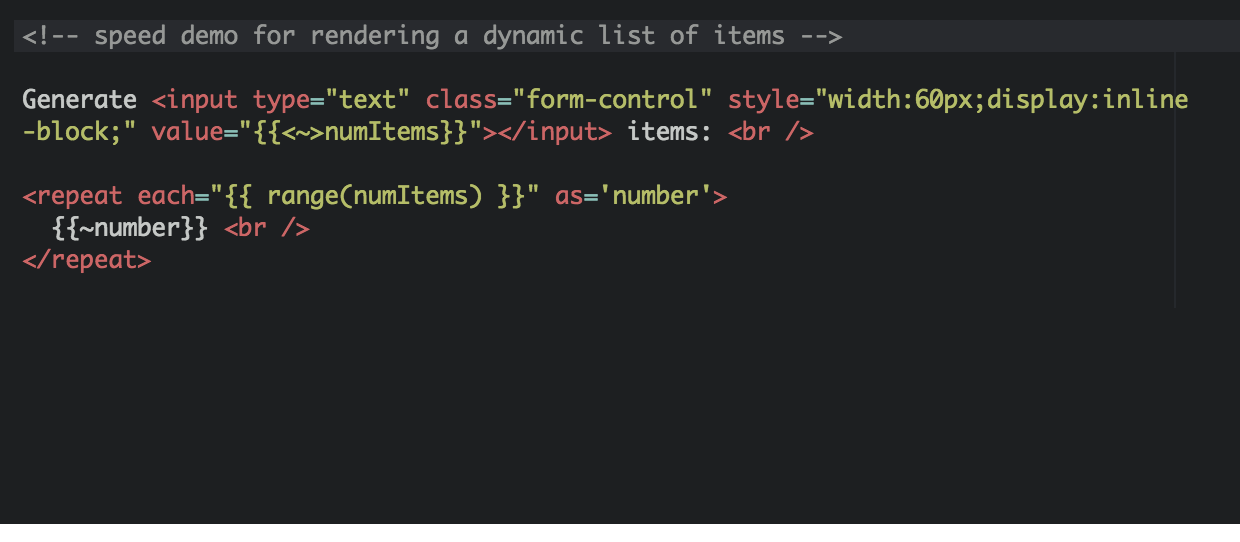 <!-- speed demo for rendering a dynamic list of items -->
Generate <input type="text" class="form-control" style="width:60px;display:inline
-block;" value="{{<~>numItems}}"></input> items: <br />
<repeat each="{{ range(numItems) }}" as='number'>
{{~number}} <br />
</repeat>